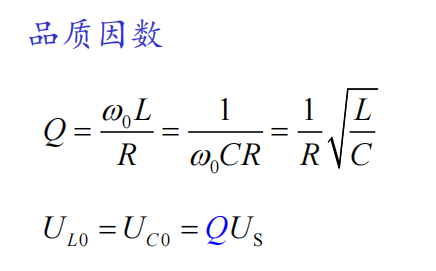 品质因数
Q = ω₀L / R = 1 / ω₀CR = 1/R √(L/C)
U_L0 = U_C0 = QU_S